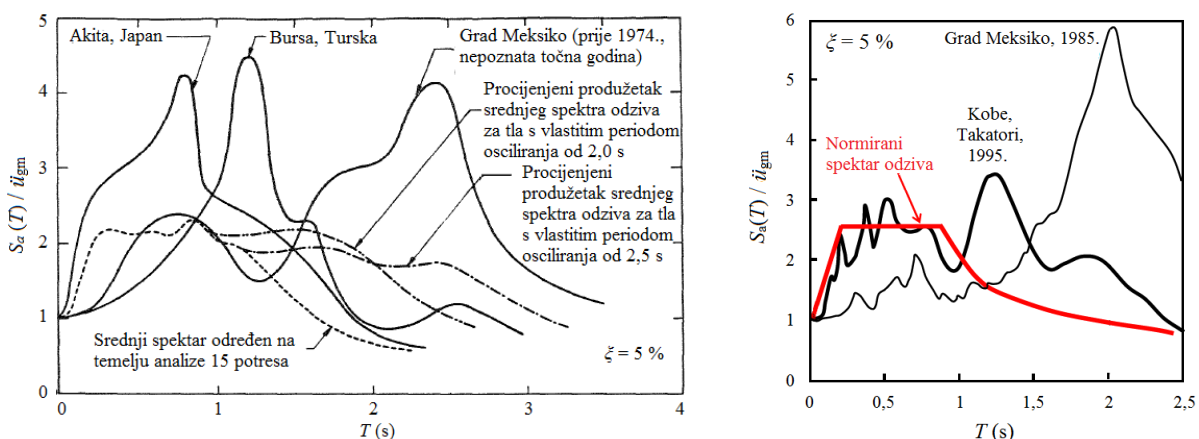 5
Akita, Japan
Bursa, Turska
Grad Meksiko (prije 1974.,
nepoznata točna godina)
4
Procijenjeni produžetak
srednjeg spektra odziva
za tla s vlastitim periodom
osciliranja od 2,0 s
3
Procijenjeni
produžetak srednjeg
spektra odziva za tla
s vlastitim periodom
osciliranja od 2,5 s
2
1
Srednji spektar određen na
temelju analize 15 potresa
ξ = 5 %
0
0 1 2 3 4
T (s)
Sa (T) / ügm
6
ξ = 5 %
Grad Meksiko, 1985.
5
4
Kobe,
Takatori,
1995.
Normirani
spektar odziva
3
2
1
0
0 0,5 1 1,5 2 2,5
T (s)
Sa(T) / ügm